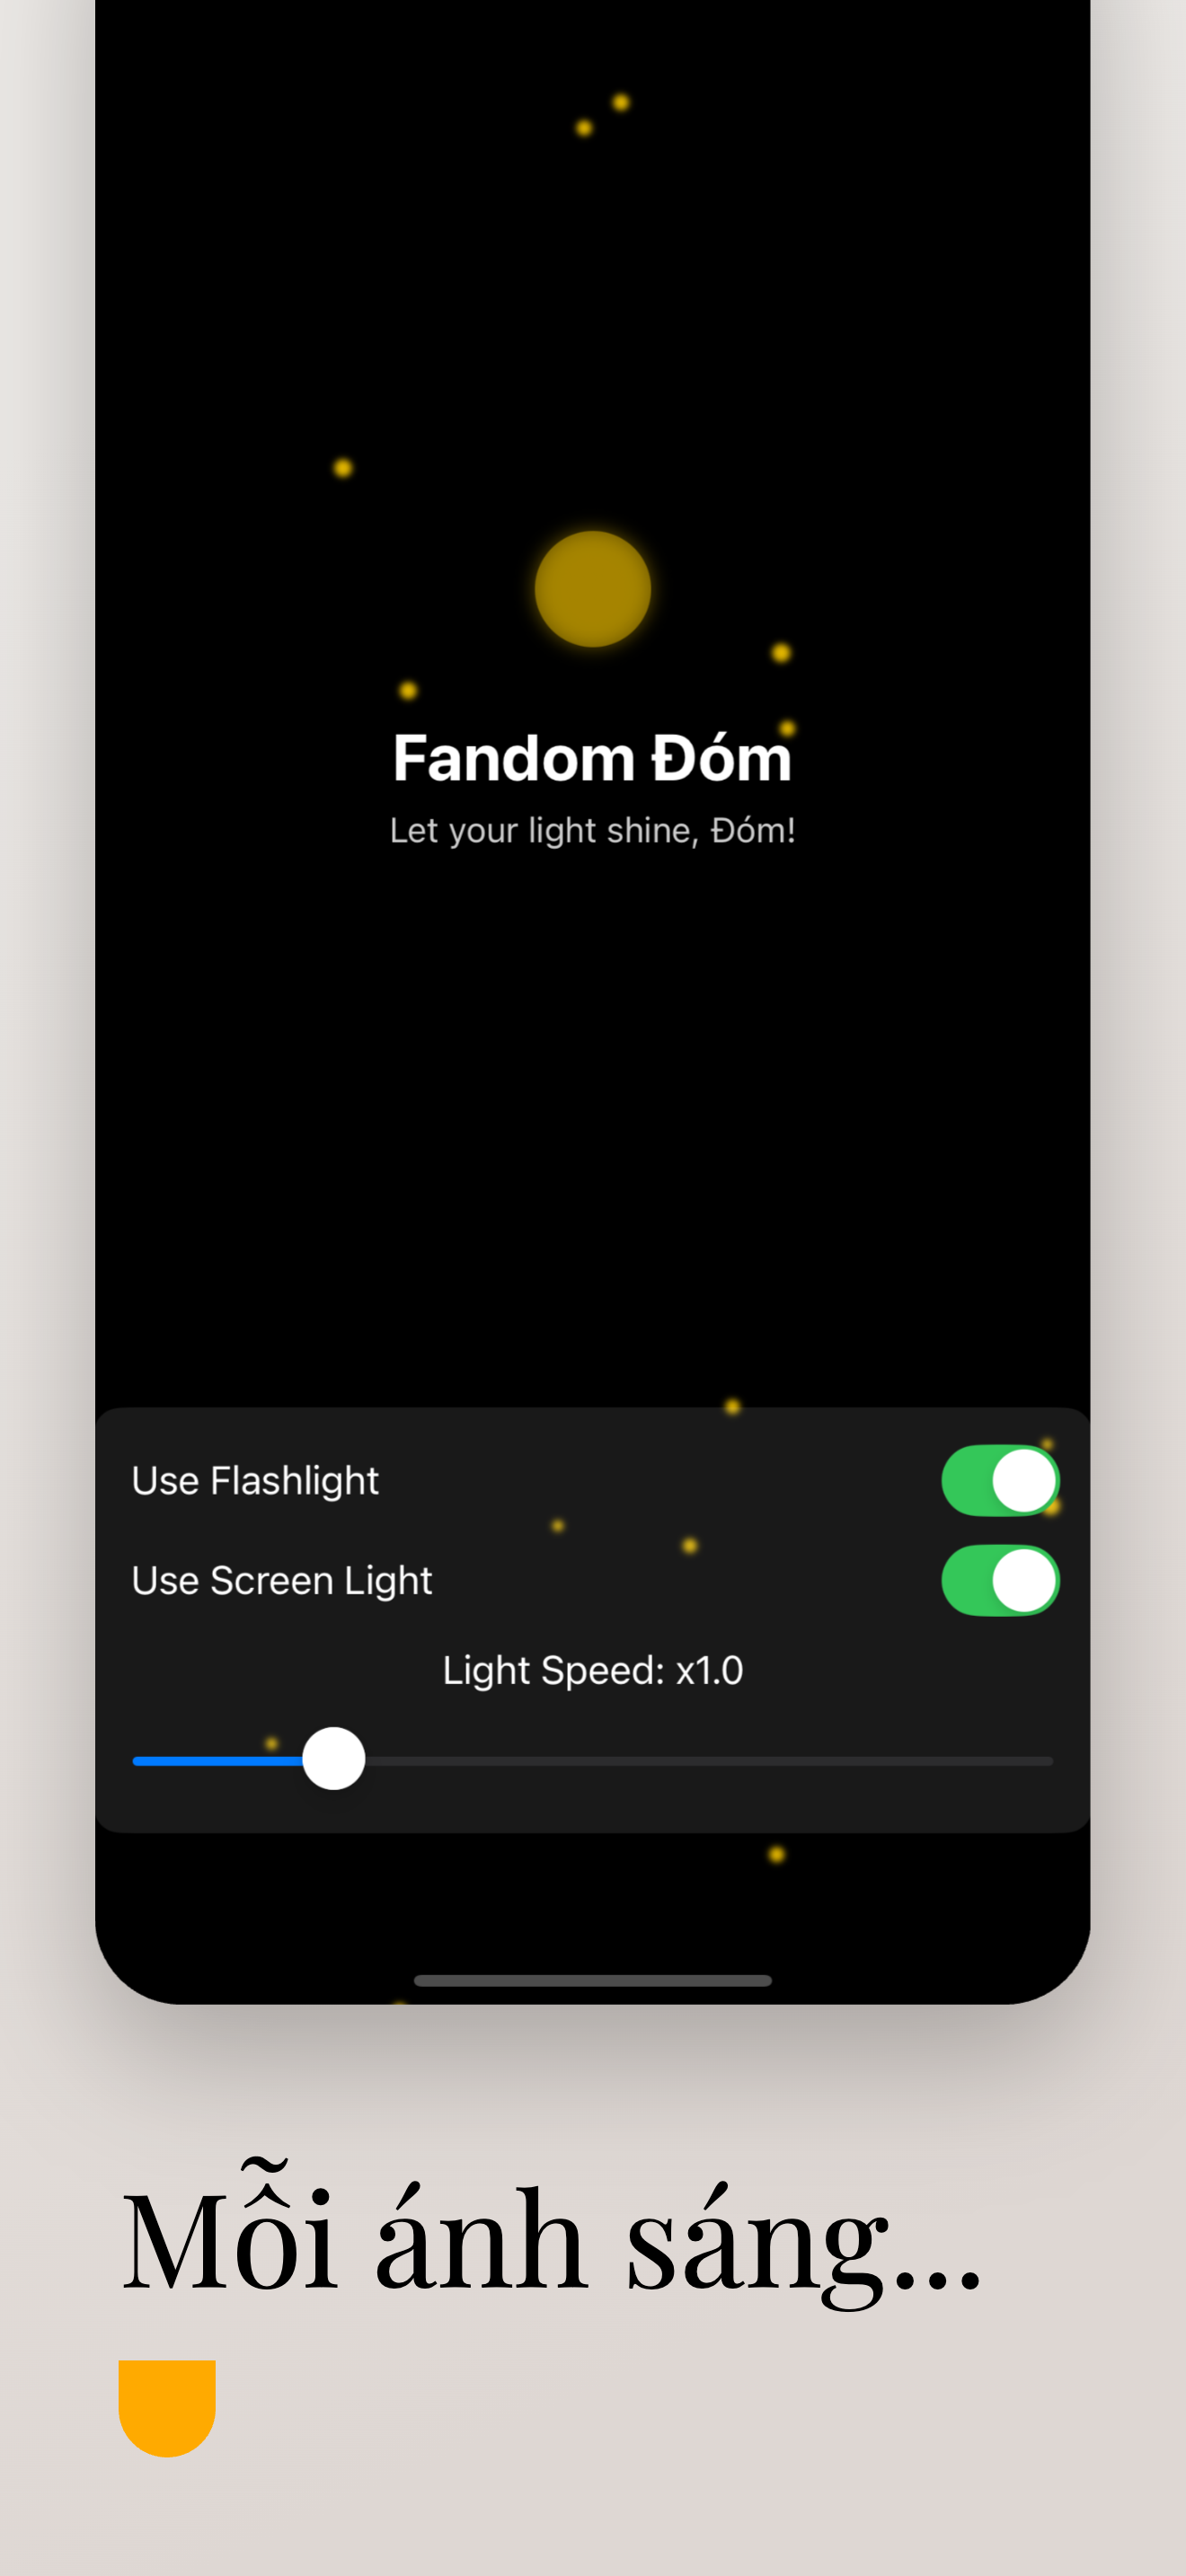 Fandom Đóm
Let your light shine, Đóm!
Use Flashlight
Use Screen Light
Light Speed: x1.0
Mỗi ánh sáng...